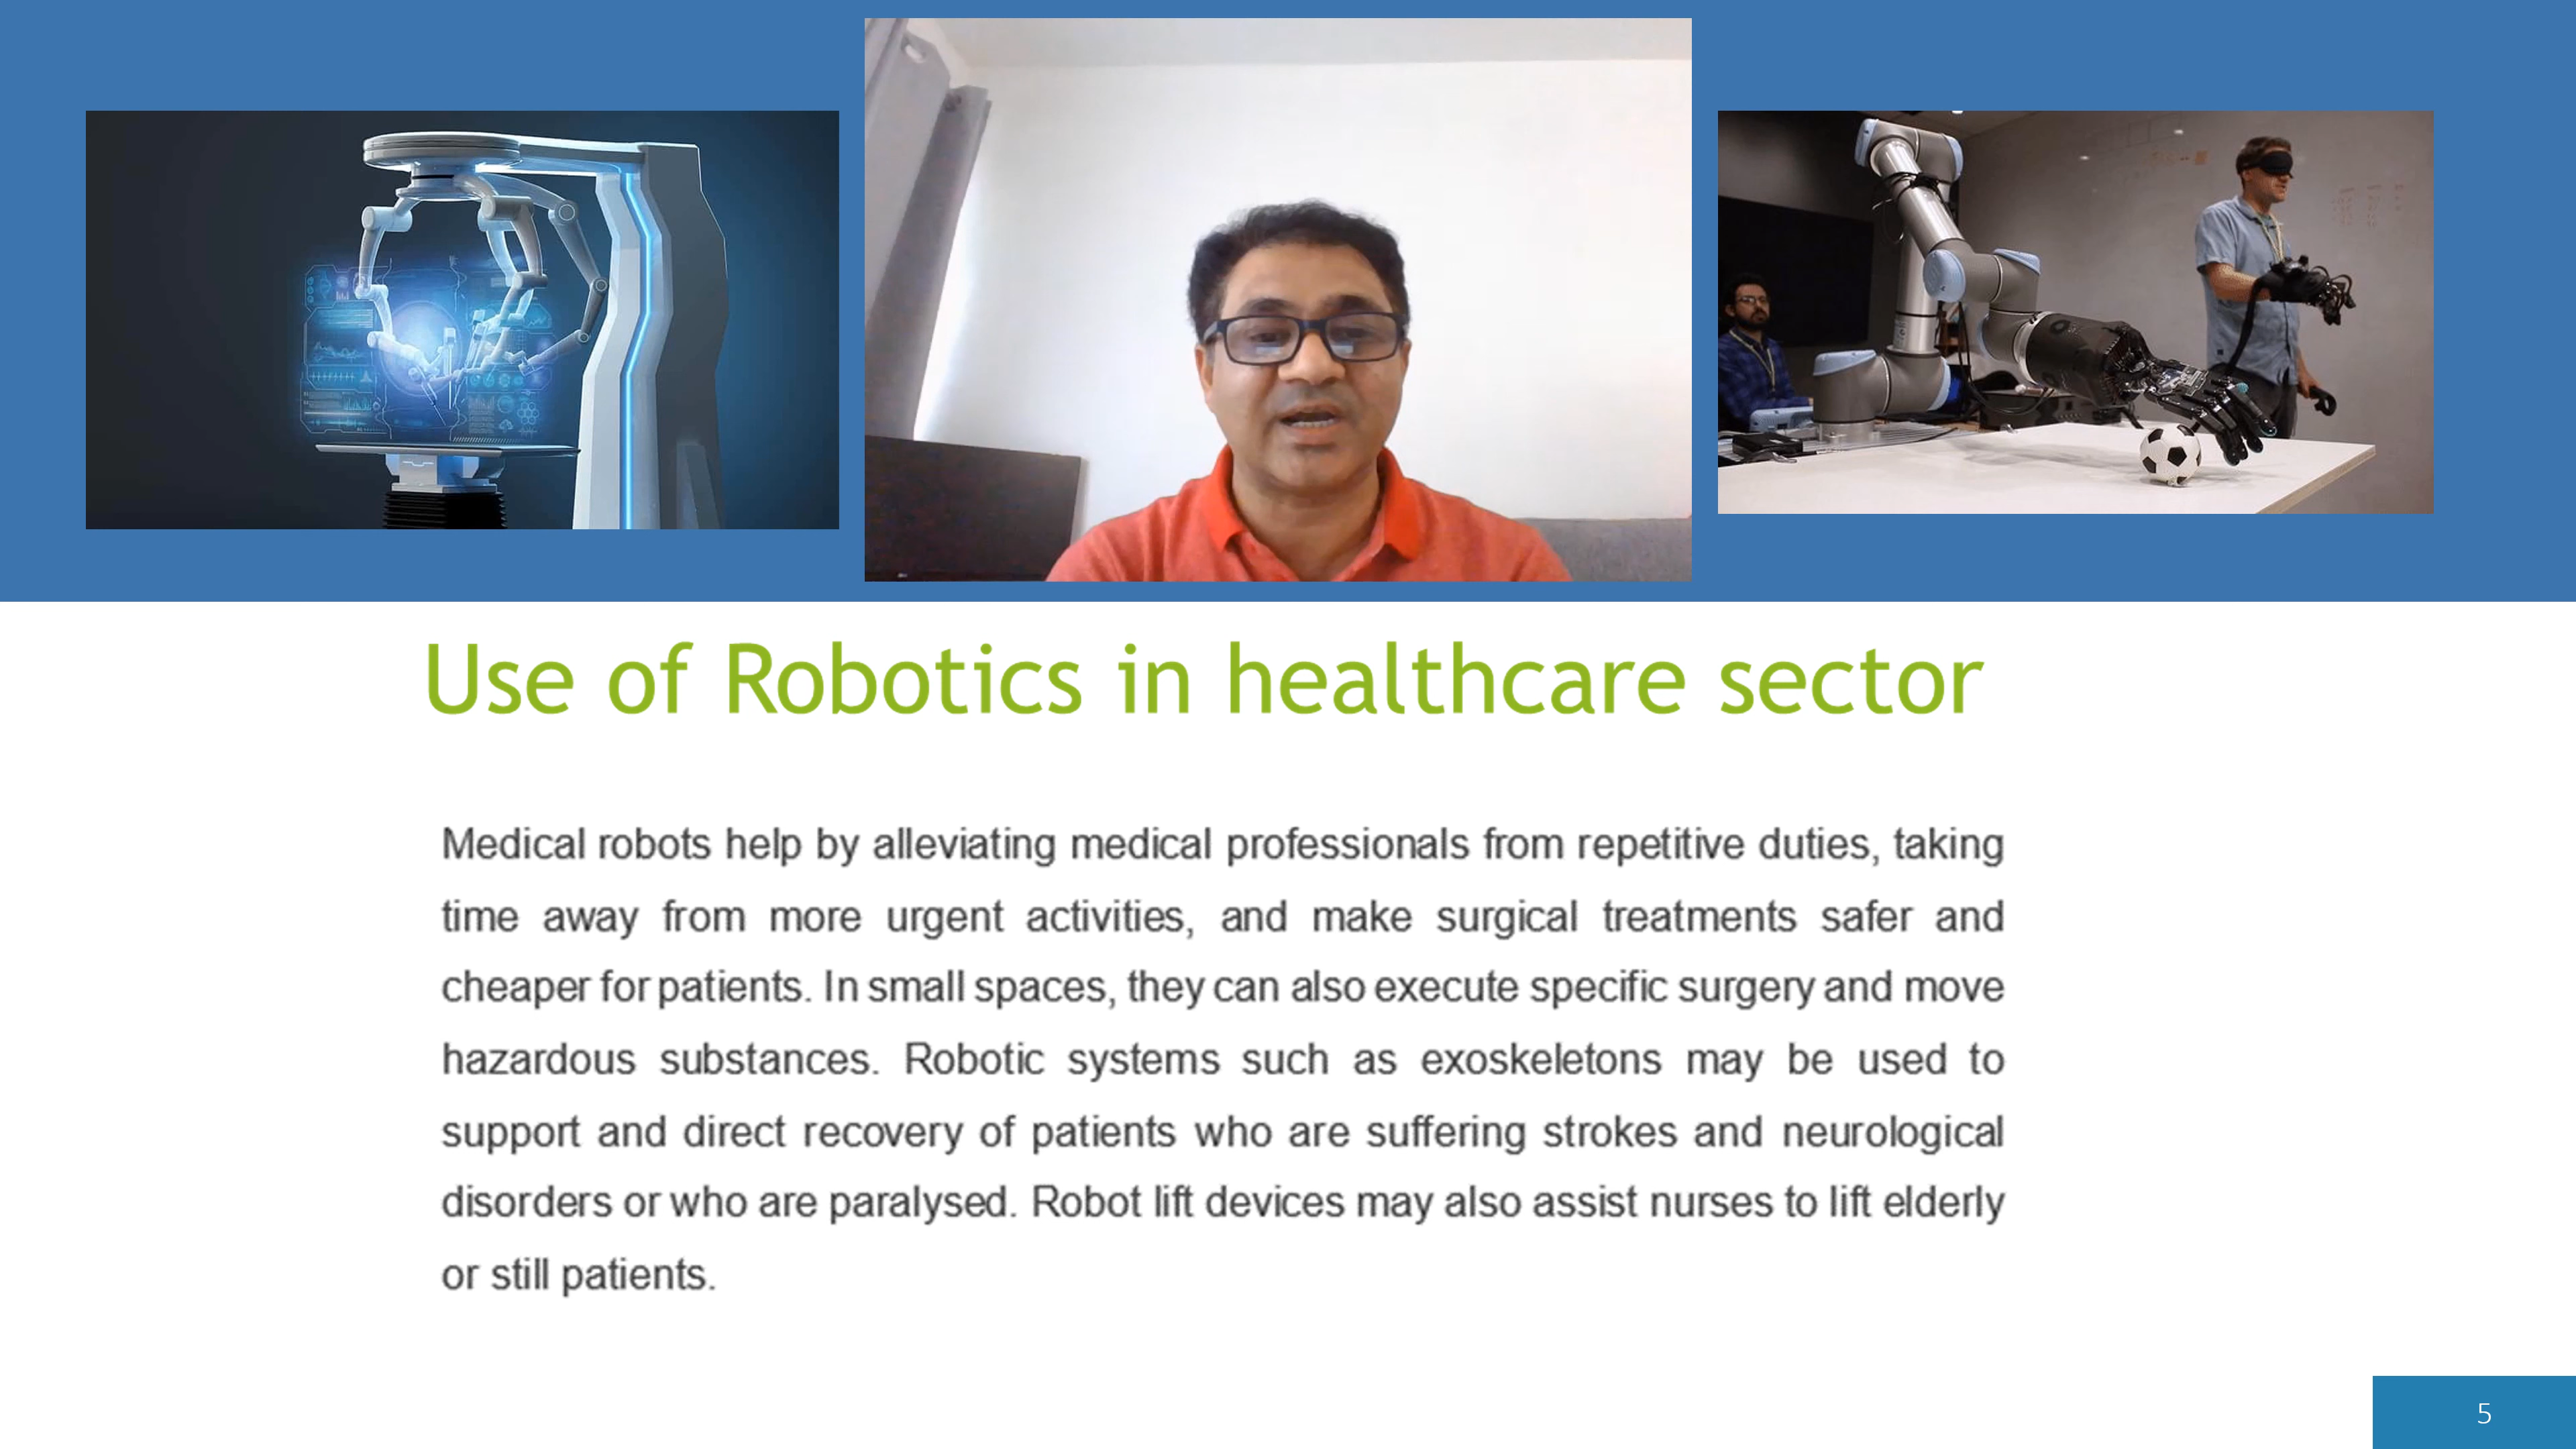 Use of Robotics in healthcare sector
Medical robots help by alleviating medical professionals from repetitive duties, taking
time away from more urgent activities, and make surgical treatments safer and
cheaper for patients. In small spaces, they can also execute specific surgery and move
hazardous substances. Robotic systems such as exoskeletons may be used to
support and direct recovery of patients who are suffering strokes and neurological
disorders or who are paralysed. Robot lift devices may also assist nurses to lift elderly
or still patients.
5